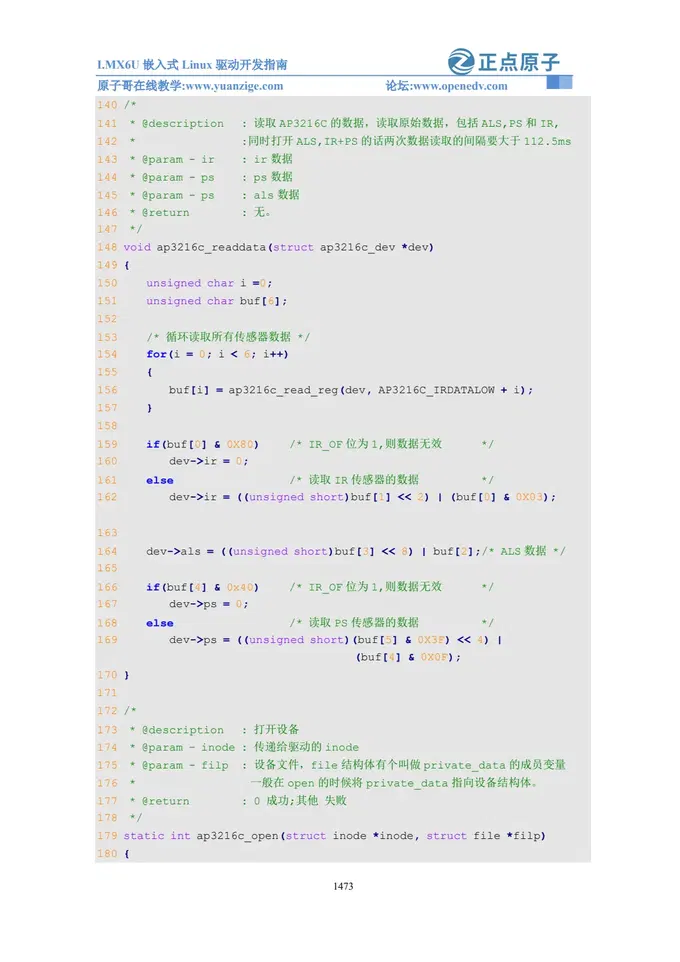 I.MX6U 嵌入式 Linux 驱动开发指南
正点原子
原子哥在线教学:www.yuanzige.com 论坛:www.openedv.com
140 /*
141 * @description : 读取 AP3216C 的数据，读取原始数据，包括 ALS,PS 和 IR,
142 * :同时打开 ALS,IR+PS 的话两次数据读取的间隔要大于 112.5ms
143 * @param - ir : ir 数据
144 * @param - ps : ps 数据
145 * @param - ps : als 数据
146 * @return : 无。
147 */
148 void ap3216c_readdata(struct ap3216c_dev *dev)
149 {
150 unsigned char i =0;
151 unsigned char buf[6];
152
153 /* 循环读取所有传感器数据 */
154 for(i = 0; i < 6; i++)
155 {
156 buf[i] = ap3216c_read_reg(dev, AP3216C_IRDATALOW + i);
157 }
158
159 if(buf[0] & 0X80) /* IR_OF 位为 1,则数据无效 */
160 dev->ir = 0;
161 else /* 读取 IR 传感器的数据 */
162 dev->ir = ((unsigned short)buf[1] << 2) | (buf[0] & 0X03);
163
164 dev->als = ((unsigned short)buf[3] << 8) | buf[2];/* ALS 数据 */
165
166 if(buf[4] & 0x40) /* IR_OF 位为 1,则数据无效 */
167 dev->ps = 0;
168 else /* 读取 PS 传感器的数据 */
169 dev->ps = ((unsigned short)(buf[5] & 0X3F) << 4) |
(buf[4] & 0X0F);
170 }
171
172 /*
173 * @description : 打开设备
174 * @param - inode : 传递给驱动的 inode
175 * @param - filp : 设备文件，file 结构体有个叫做 private_data 的成员变量
176 * 一般在 open 的时候将 private_data 指向设备结构体。
177 * @return : 0 成功;其他 失败
178 */
179 static int ap3216c_open(struct inode *inode, struct file *filp)
180 {
1473